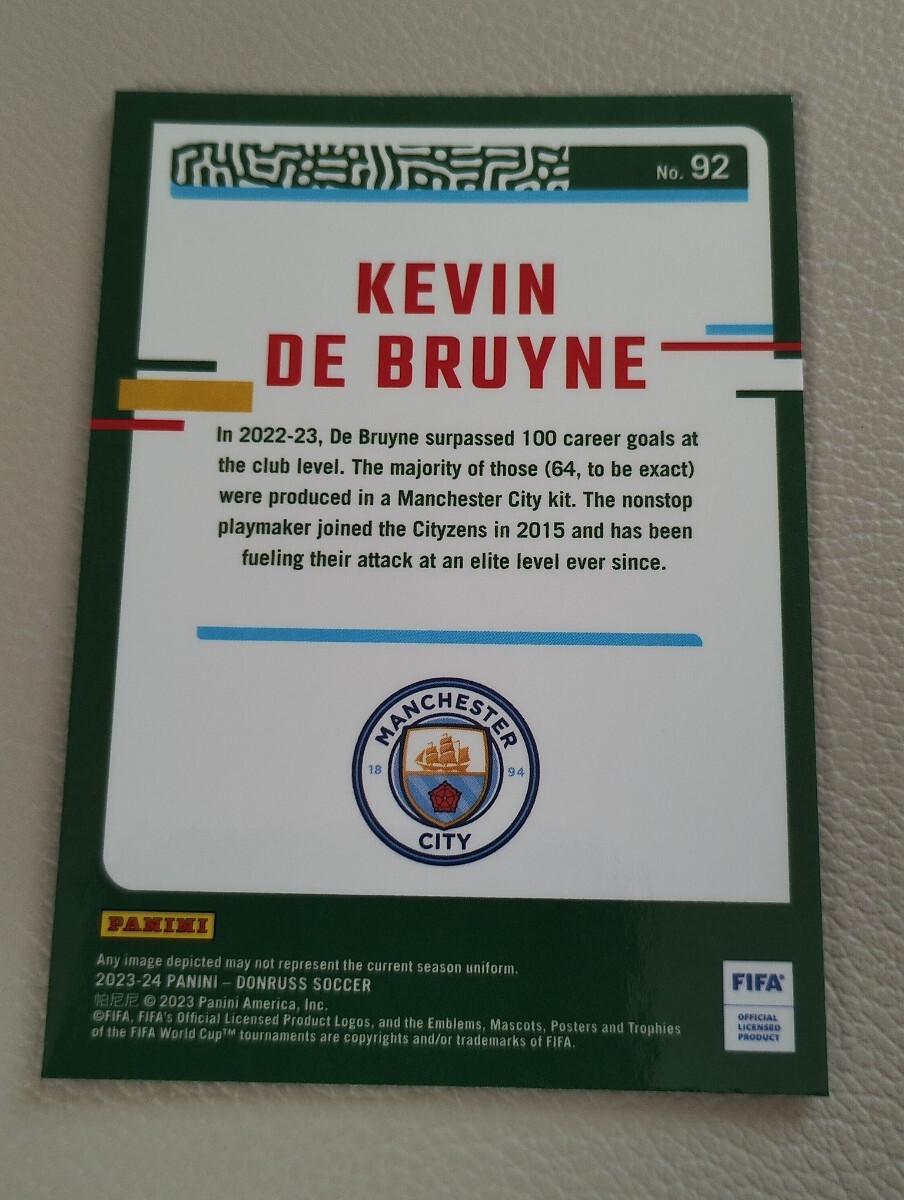 No. 92
KEVIN
DE BRUYNE
In 2022-23, De Bruyne surpassed 100 career goals at
the club level. The majority of those (64, to be exact)
were produced in a Manchester City kit. The nonstop
playmaker joined the Cityzens in 2015 and has been
fueling their attack at an elite level ever since.
MANCHESTER
18 94
CITY
PANINI
Any image depicted may not represent the current season uniform.
2023-24 PANINI – DONRUSS SOCCER
帕尼尼 © 2023 Panini America, Inc.
©FIFA, FIFA's Official Licensed Product Logos, and the Emblems, Mascots, Posters and Trophies
of the FIFA World Cup™ tournaments are copyrights and/or trademarks of FIFA.
FIFA®
OFFICIAL
LICENSED
PRODUCT